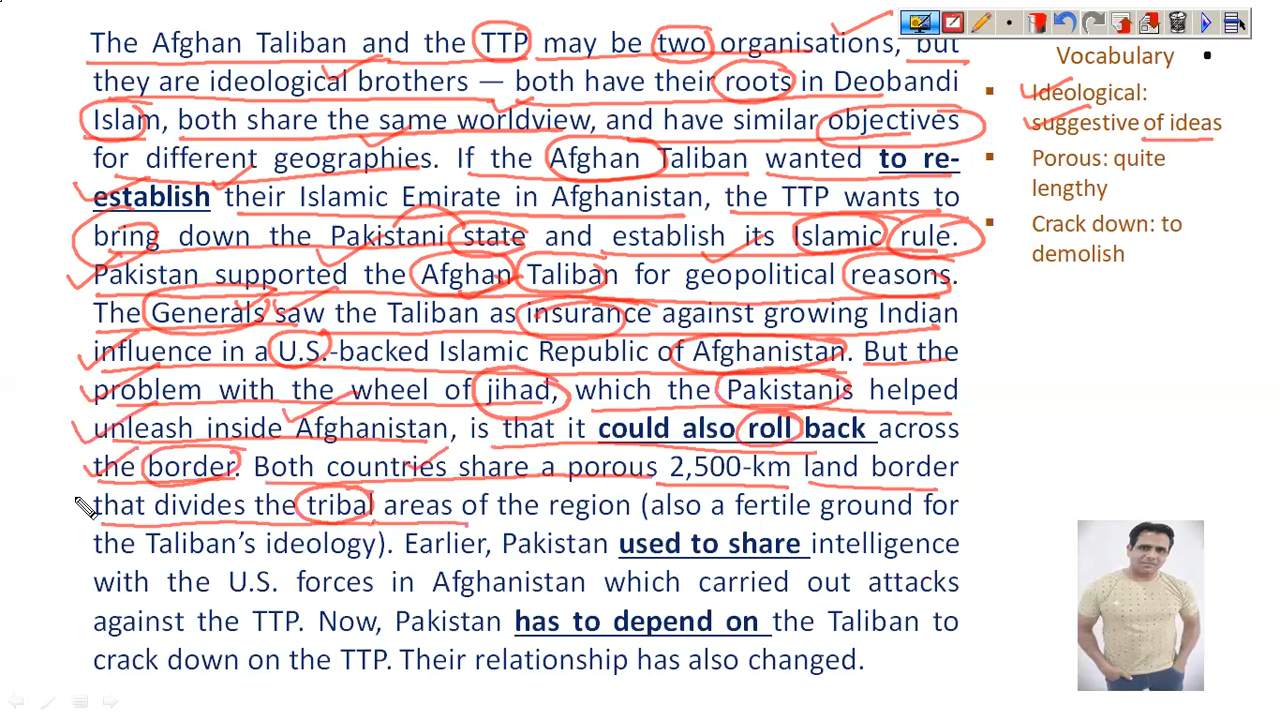 The Afghan Taliban and the TTP may be two organisations, but
they are ideological brothers — both have their roots in Deobandi
Islam, both share the same worldview, and have similar objectives
for different geographies. If the Afghan Taliban wanted to re-
establish their Islamic Emirate in Afghanistan, the TTP wants to
bring down the Pakistani state and establish its Islamic rule.
Pakistan supported the Afghan Taliban for geopolitical reasons.
The Generals saw the Taliban as insurance against growing Indian
influence in a U.S.-backed Islamic Republic of Afghanistan. But the
problem with the wheel of jihad, which the Pakistanis helped
unleash inside Afghanistan, is that it could also roll back across
the border. Both countries share a porous 2,500-km land border
that divides the tribal areas of the region (also a fertile ground for
the Taliban's ideology). Earlier, Pakistan used to share intelligence
with the U.S. forces in Afghanistan which carried out attacks
against the TTP. Now, Pakistan has to depend on the Taliban to
crack down on the TTP. Their relationship has also changed.
Vocabulary
▪ Ideological:
suggestive of ideas
▪ Porous: quite
lengthy
▪ Crack down: to
demolish